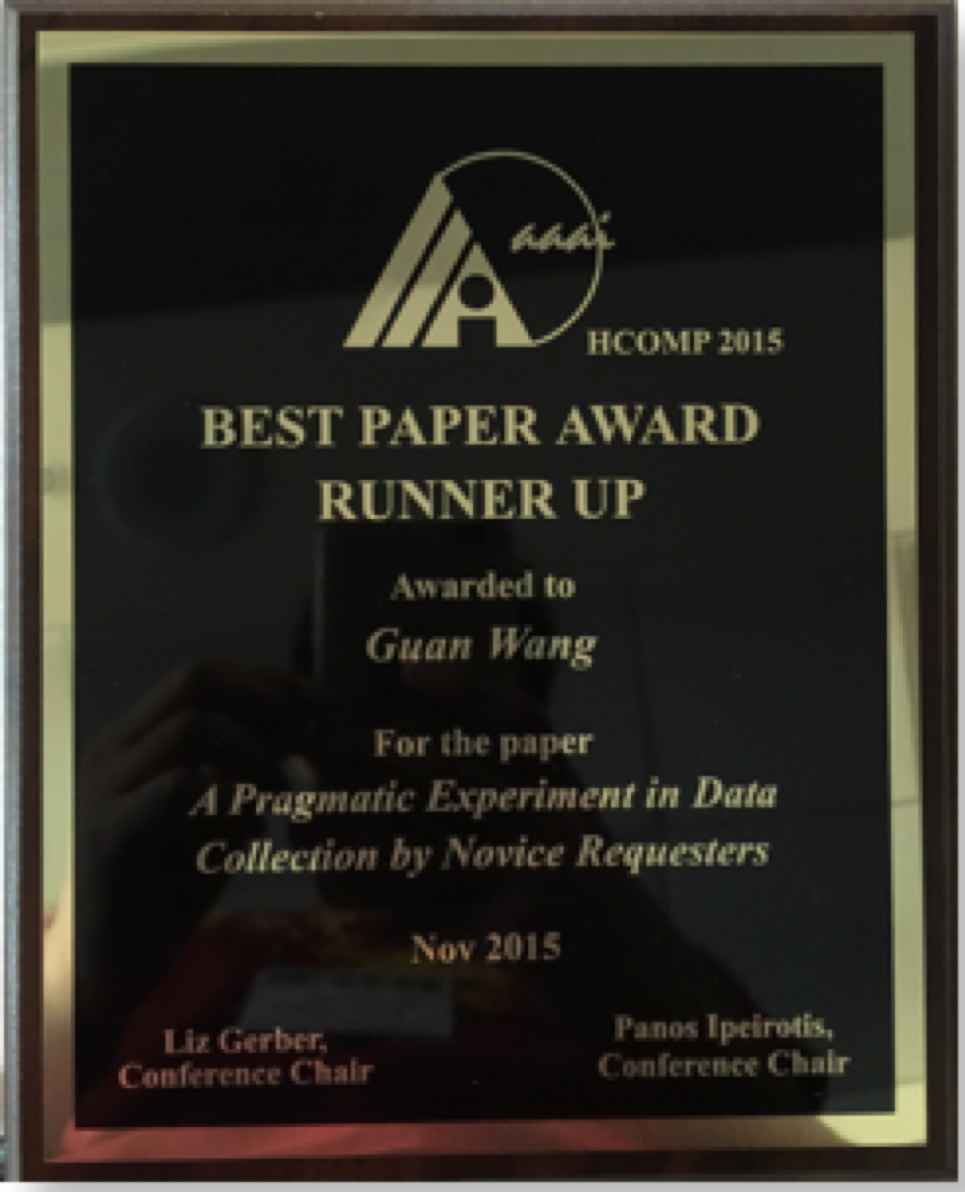 aaai
HCOMP 2015
BEST PAPER AWARD
RUNNER UP
Awarded to
Guan Wang
For the paper
A Pragmatic Experiment in Data
Collection by Novice Requesters
Nov 2015
Liz Gerber,
Conference Chair
Panos Ipeirotis,
Conference Chair